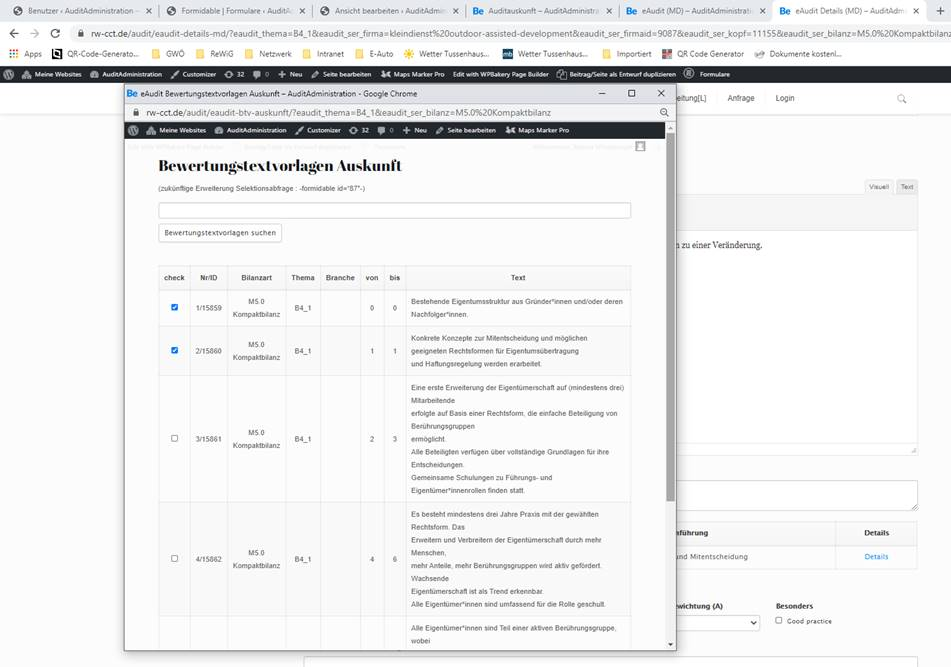 Benutzer ‹ AuditAdministration –
Formidable | Formulare ‹ AuditAdm
Ansicht bearbeiten ‹ AuditAdminis
Auditauskunft – AuditAdministrat
eAudit (MD) – AuditAdministration
eAudit Details (MD) – AuditAdmin
rw-cct.de/audit/eaudit-details-md/?eaudit_thema=B4_1&eaudit_ser_firma=kleindienst%20outdoor-assisted-development&eaudit_ser_firmaid=9087&eaudit_ser_kopf=11155&eaudit_ser_bilanz=M5.0%20Kompaktbilanz
Apps
QR-Code-Generato...
GWÖ
ReWiG
Netzwerk
Intranet
E-Auto
Wetter Tussenhaus...
Wetter Tussenhaus...
Importiert
QR Code Generator
Dokumente kostenl...
Meine Websites
AuditAdministration
Customizer
32
0
Neu
Seite bearbeiten
Maps Marker Pro
Edit with WPBakery Page Builder
Beitrag/Seite als Entwurf duplizieren
Formulare
eitung[L]
Anfrage
Login
eAudit Bewertungstextvorlagen Auskunft – AuditAdministration - Google Chrome
rw-cct.de/audit/eaudit-btv-auskunft/?eaudit_thema=B4_1&eaudit_ser_bilanz=M5.0%20Kompaktbilanz
Meine Websites
AuditAdministration
Customizer
32
0
Neu
Seite bearbeiten
Maps Marker Pro
Bewertungstextvorlagen Auskunft
(zukünftige Erweiterung Selektionsabfrage : -formidable id="87"-)
Bewertungstextvorlagen suchen
check Nr/ID Bilanzart Thema Branche von bis Text
1/15859 M5.0 Kompaktbilanz B4_1 0 0
Bestehende Eigentumsstruktur aus Gründer*innen und/oder deren
Nachfolger*innen.
2/15860 M5.0 Kompaktbilanz B4_1 1 1
Konkrete Konzepte zur Mitentscheidung und möglichen
geeigneten Rechtsformen für Eigentumsübertragung
und Haftungsregelung werden erarbeitet.
3/15861 M5.0 Kompaktbilanz B4_1 2 3
Eine erste Erweiterung der Eigentümerschaft auf (mindestens drei)
Mitarbeitende
erfolgte auf Basis einer Rechtsform, die einfache Beteiligung von
Berührungsgruppen
ermöglicht.
Alle Beteiligten verfügen über vollständige Grundlagen für ihre
Entscheidungen.
Gemeinsame Schulungen zu Führungs- und
Eigentümer*innenrollen finden statt.
4/15862 M5.0 Kompaktbilanz B4_1 4 6
Es besteht mindestens drei Jahre Praxis mit der gewählten
Rechtsform. Das
Erweitern und Verbreitern der Eigentümerschaft durch mehr
Menschen,
mehr Anteile, mehr Berührungsgruppen wird aktiv gefördert.
Wachsende
Eigentümerschaft ist als Trend erkennbar.
Alle Eigentümer*innen sind umfassend für die Rolle geschult.
Alle Eigentümer*innen sind Teil einer aktiven Berührungsgruppe,
wobei
Visuell
Text
n zu einer Veränderung.
nführung
Details
und Mitentscheidung
Details
ewichtung (A)
Besonders
Good practice